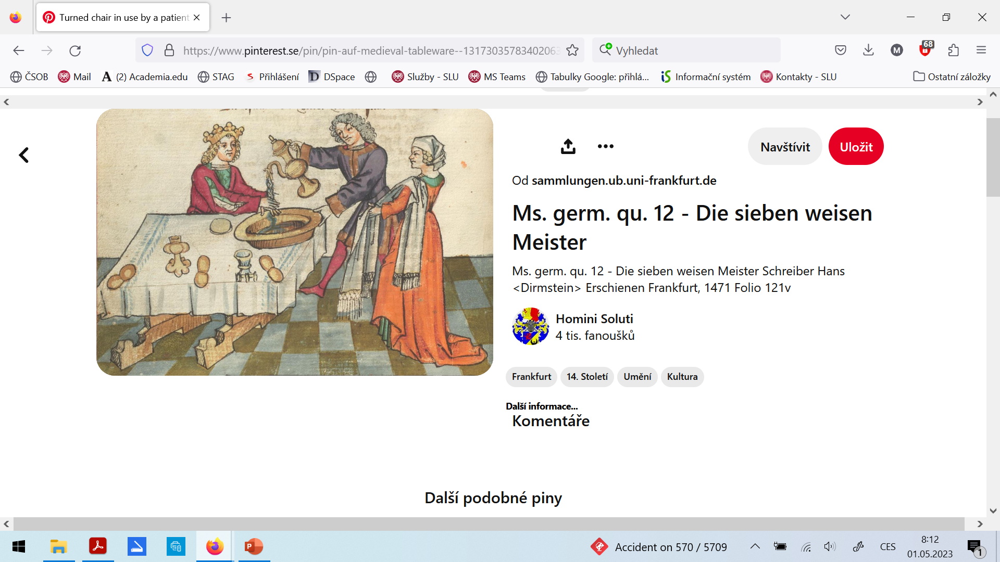 Turned chair in use by a patient
https://www.pinterest.se/pin/pin-auf-medieval-tableware--13173035783402063
Vyhledat
M
68
ČSOB
Mail
(2) Academia.edu
STAG
Přihlášení
DSpace
Služby - SLU
MS Teams
Tabulky Google: přihlá...
Informační systém
Kontakty - SLU
Ostatní záložky
Navštívit
Uložit
Od sammlungen.ub.uni-frankfurt.de
Ms. germ. qu. 12 - Die sieben weisen
Meister
Ms. germ. qu. 12 - Die sieben weisen Meister Schreiber Hans
<Dirmstein> Erschienen Frankfurt, 1471 Folio 121v
Homini Soluti
4 tis. fanoušků
Frankfurt
14. Století
Umění
Kultura
Další informace...
Komentáře
Další podobné piny
Accident on 570 / 5709
CES
8:12
01.05.2023
1